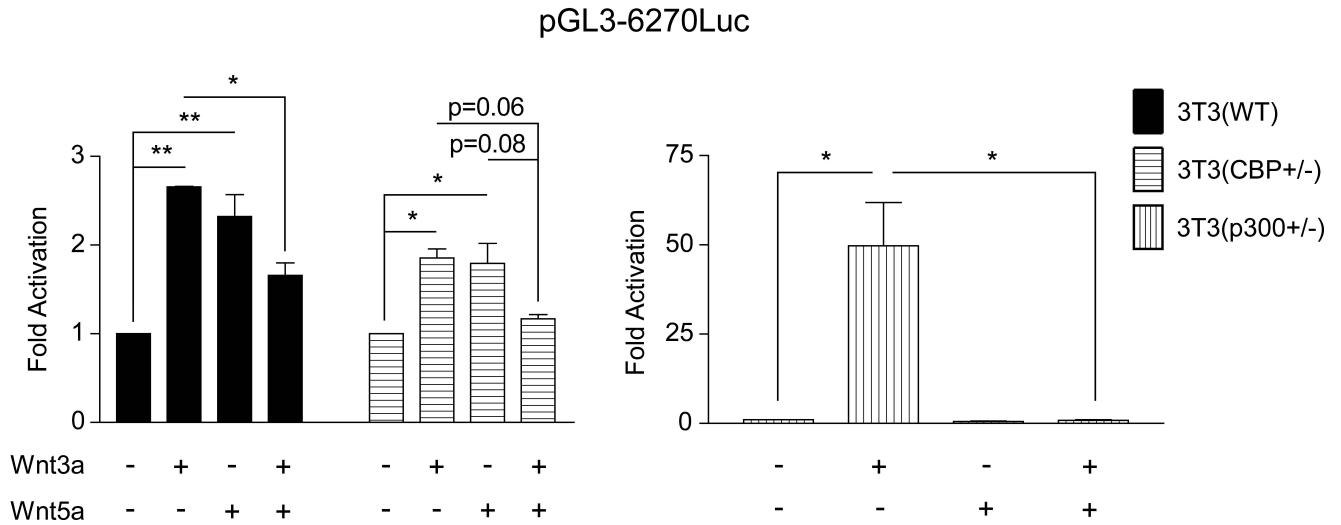 pGL3-6270Luc
Fold Activation
3
2
1
0
**
**
*
*
*
p=0.06
p=0.08
Fold Activation
75
50
25
0
*
*
3T3(WT)
3T3(CBP+/-)
3T3(p300+/-)
Wnt3a - + - + - + - + - + - +
Wnt5a - - + + - - + + - - + +